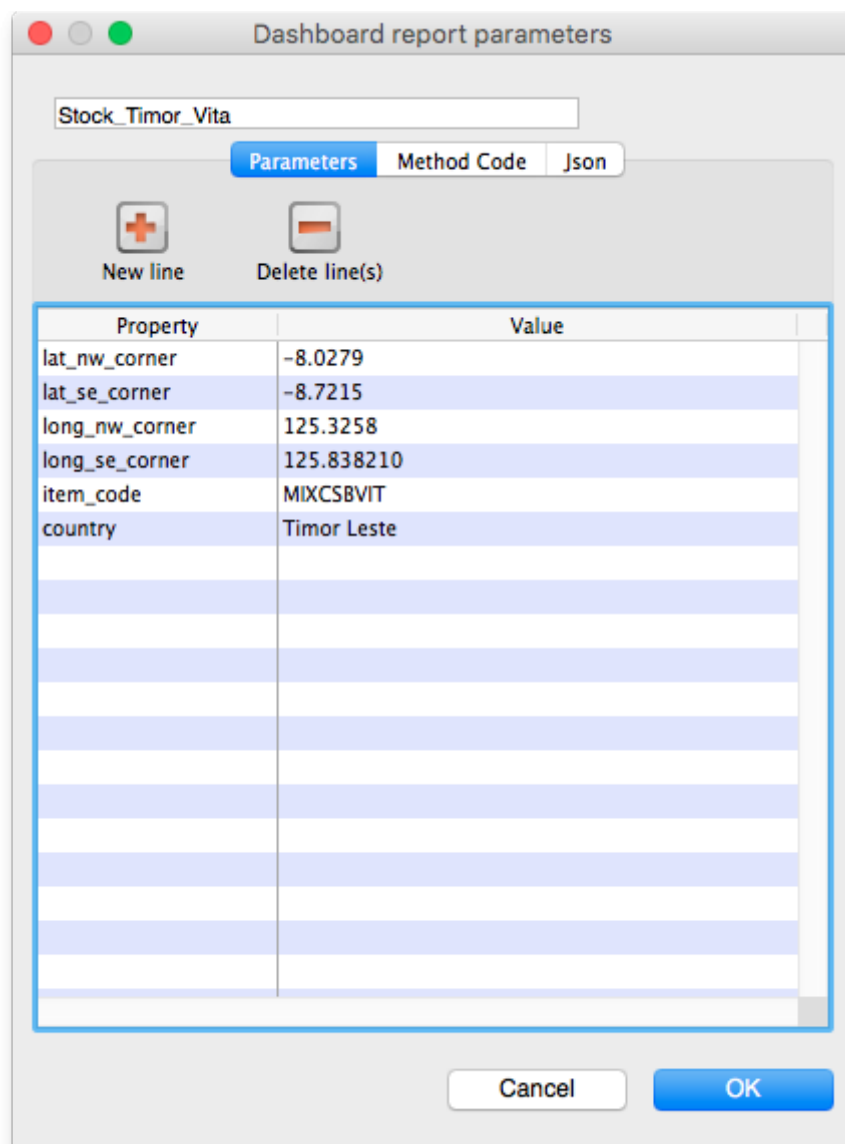 Dashboard report parameters
Stock_Timor_Vita
Parameters Method Code Json
New line Delete line(s)
Property Value
lat_nw_corner -8.0279
lat_se_corner -8.7215
long_nw_corner 125.3258
long_se_corner 125.838210
item_code MIXCSBVIT
country Timor Leste
Cancel OK